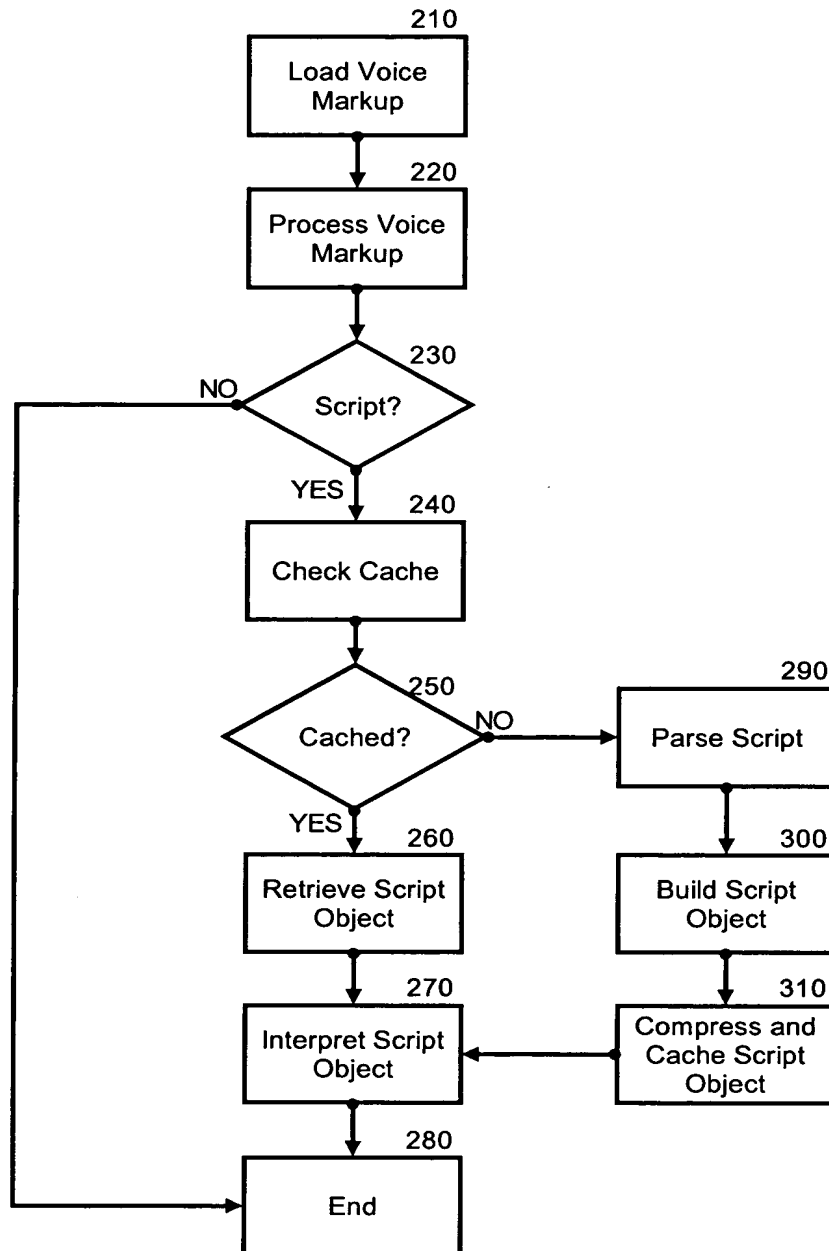 210
Load Voice
Markup
220
Process Voice
Markup
230
NO
Script?
YES
240
Check Cache
250
Cached?
NO
YES
290
Parse Script
260
Retrieve Script
Object
300
Build Script
Object
270
Interpret Script
Object
310
Compress and
Cache Script
Object
280
End